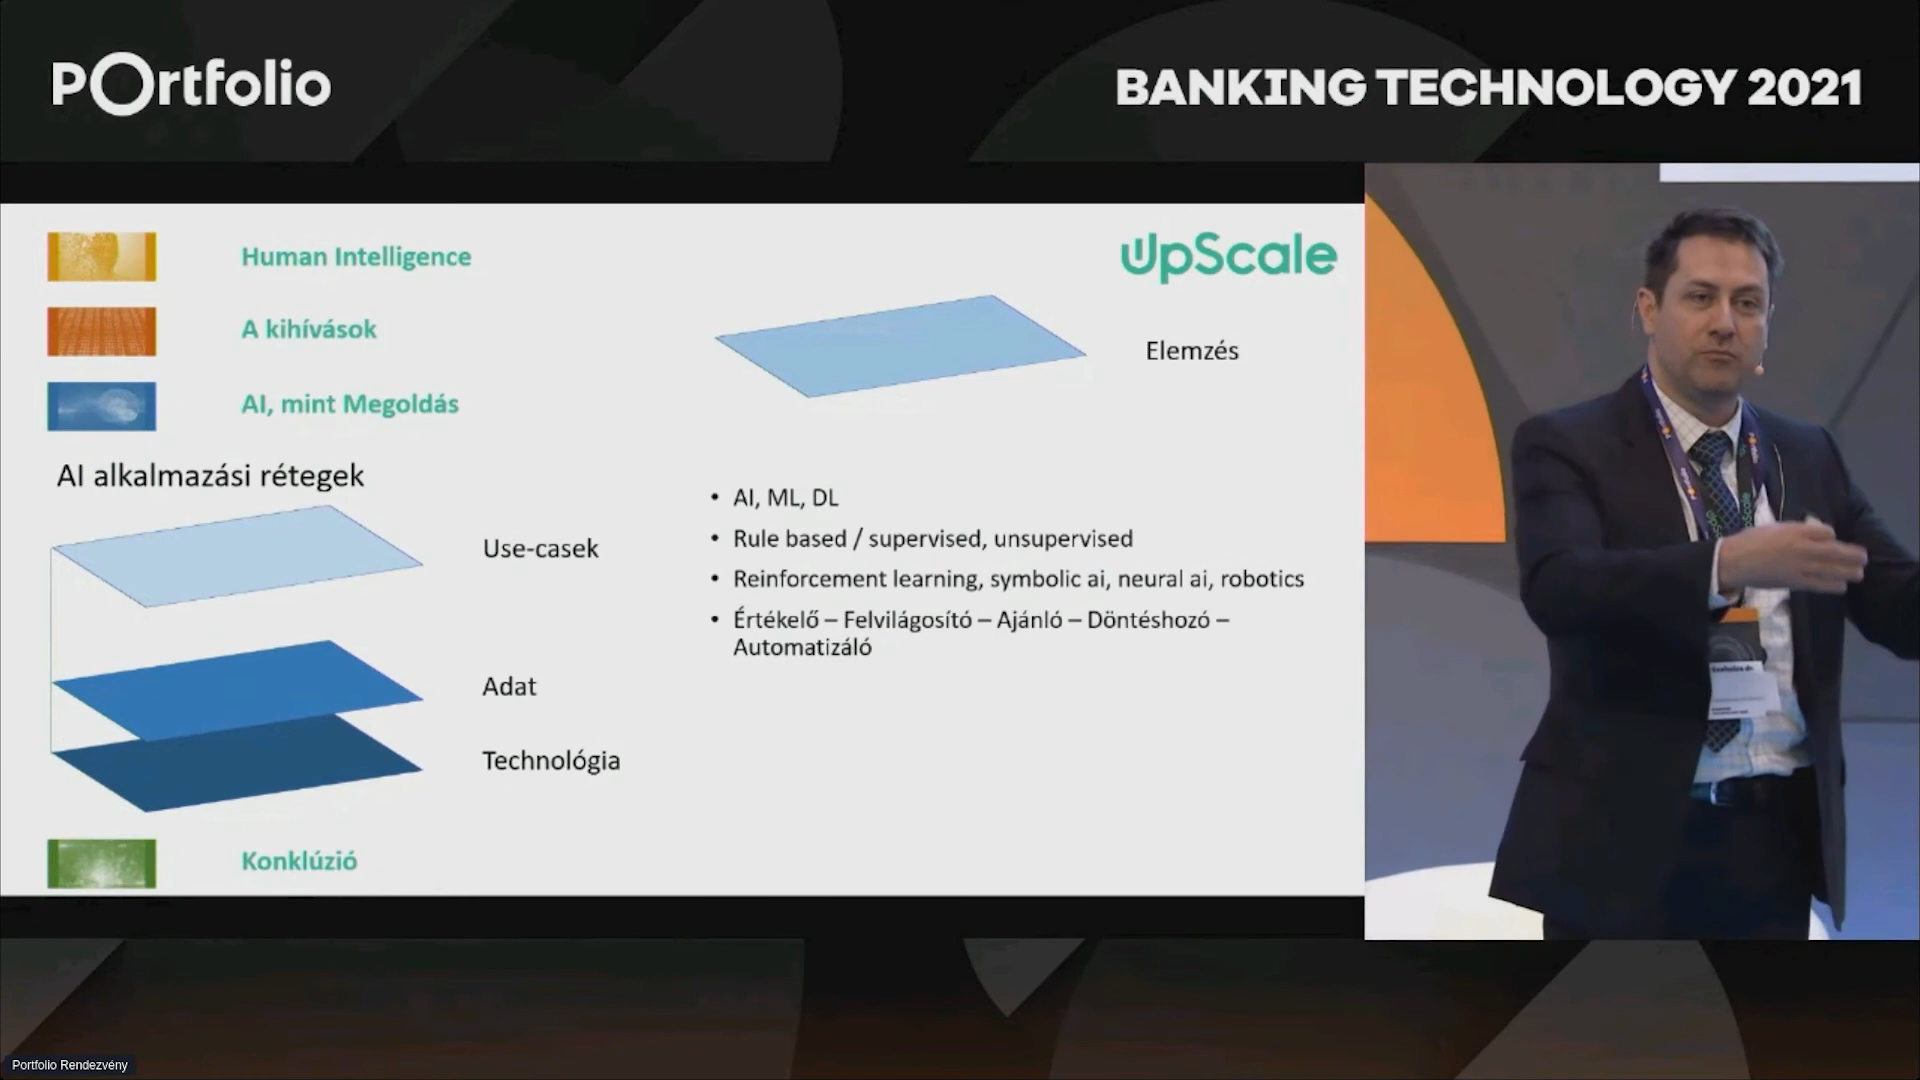 POrtfolio
BANKING TECHNOLOGY 2021
Human Intelligence
A kihívások
AI, mint Megoldás
AI alkalmazási rétegek
Use-casek
Adat
Technológia
Konklúzió
UpScale
Elemzés
• AI, ML, DL
• Rule based / supervised, unsupervised
• Reinforcement learning, symbolic ai, neural ai, robotics
• Értékelő – Felvilágosító – Ajánló – Döntéshozó –
Automatizáló
UpScale
Portfolio Rendezvény